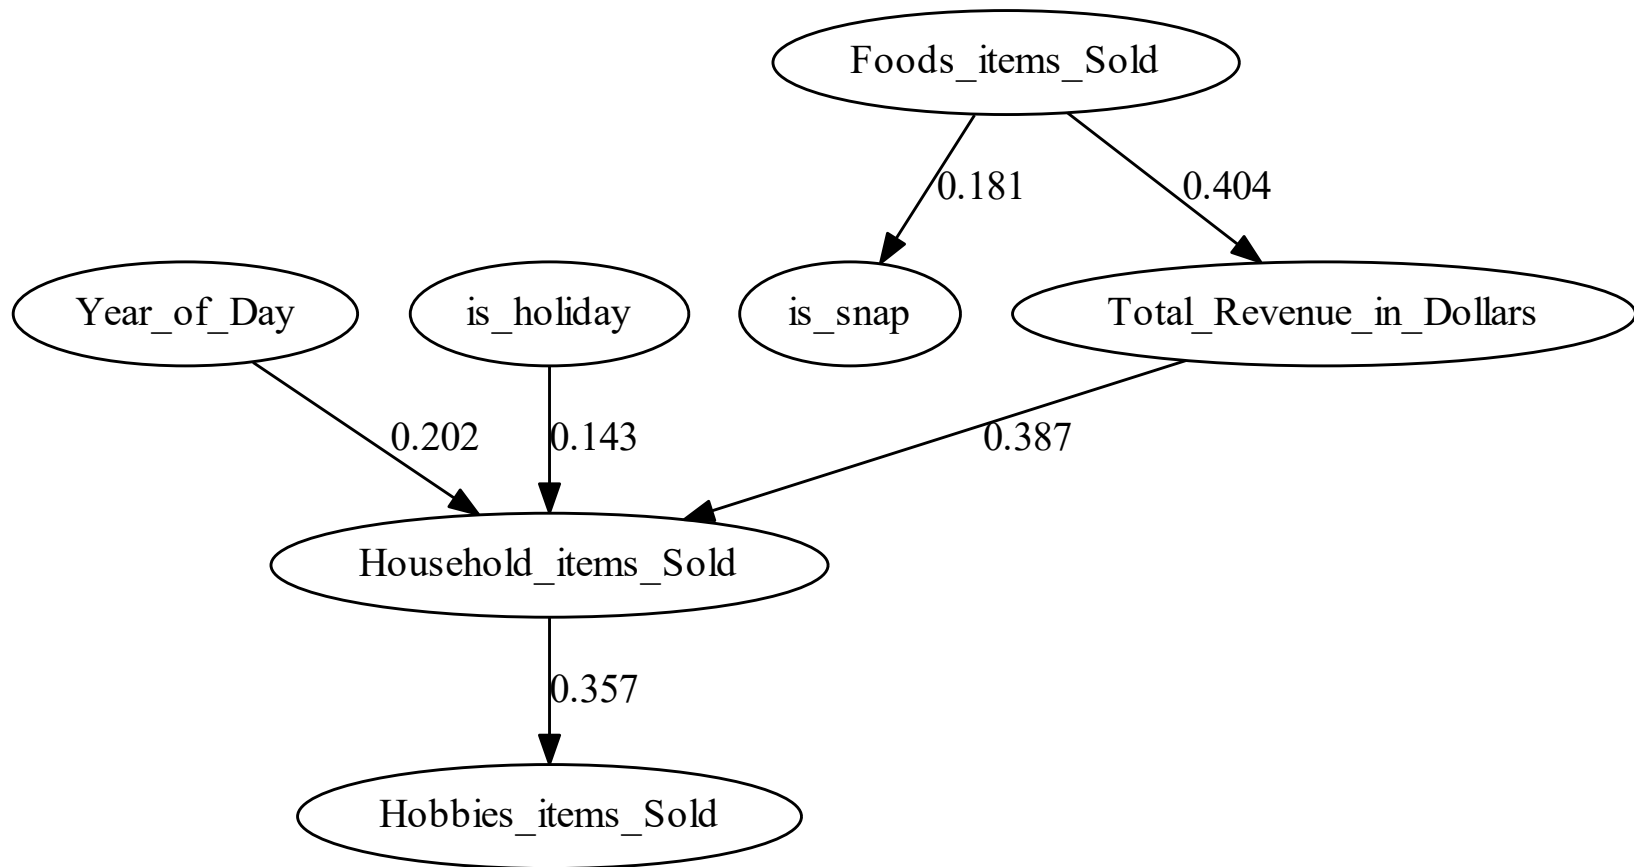 Foods_items_Sold
0.181
0.404
Year_of_Day
is_holiday
is_snap
Total_Revenue_in_Dollars
0.202
0.143
0.387
Household_items_Sold
0.357
Hobbies_items_Sold